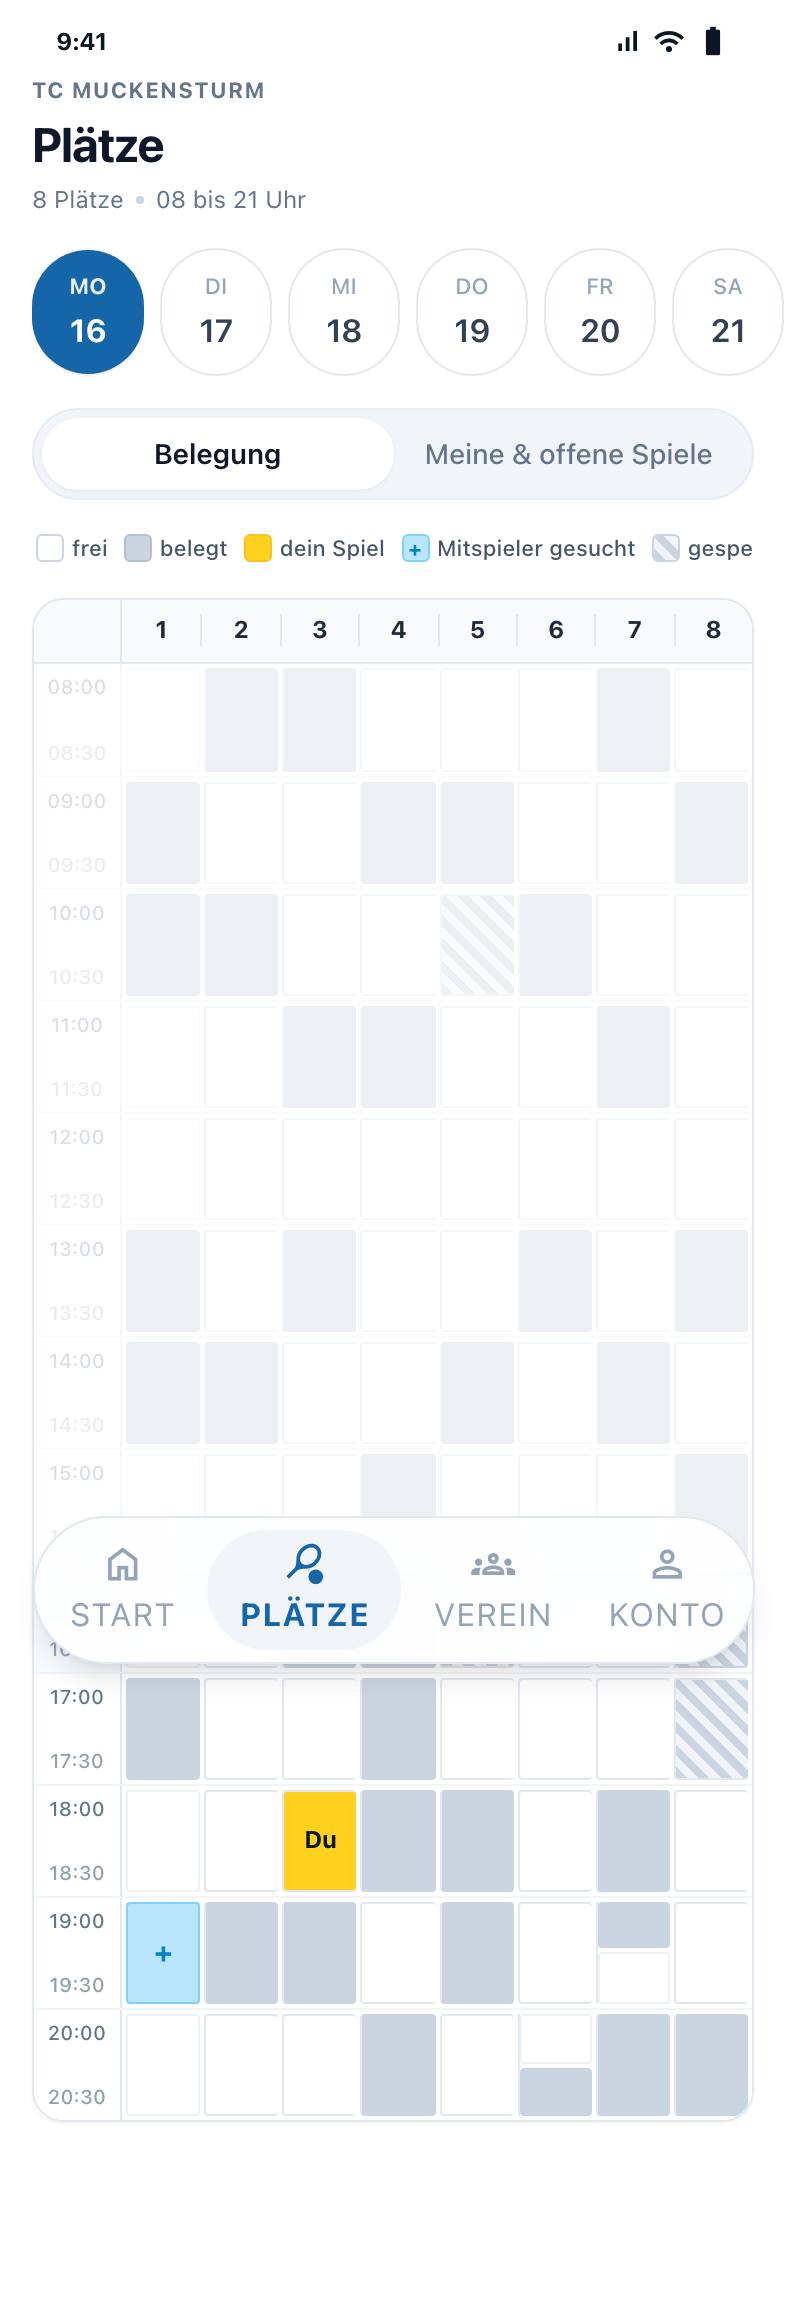 9:41
TC MUCKENSTURM
Plätze
8 Plätze • 08 bis 21 Uhr
MO DI MI DO FR SA
16 17 18 19 20 21
Belegung Meine & offene Spiele
frei belegt dein Spiel + Mitspieler gesucht gespe
1 2 3 4 5 6 7 8
08:00
08:30
09:00
09:30
10:00
10:30
11:00
11:30
12:00
12:30
13:00
13:30
14:00
14:30
15:00
START PLÄTZE VEREIN KONTO
17:00
17:30
18:00
Du
18:30
19:00
+
19:30
20:00
20:30